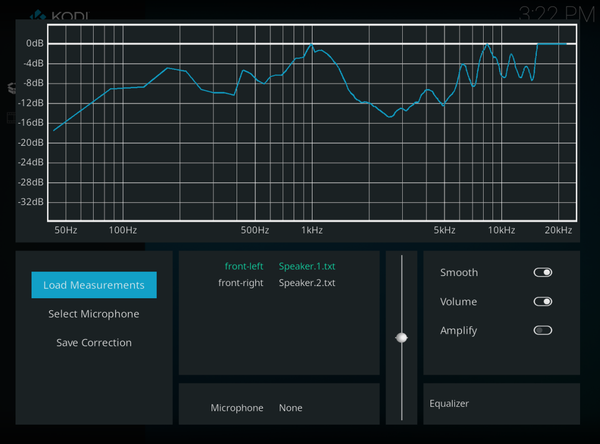 KODI
3:22 PM
0dB
-4dB
-8dB
-12dB
-16dB
-20dB
-24dB
-28dB
-32dB
50Hz 100Hz 500Hz 1kHz 5kHz 10kHz 20kHz
Load Measurements
Select Microphone
Save Correction
front-left Speaker.1.txt
front-right Speaker.2.txt
Microphone None
Smooth
Volume
Amplify
Equalizer